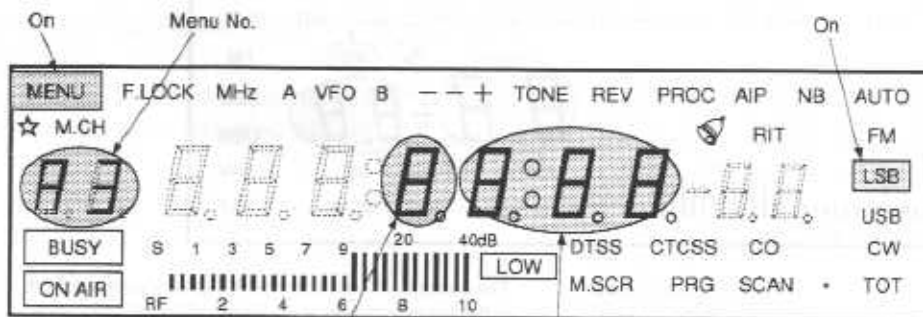 On Menu No. On
MENU F.LOCK MHz A VFO B - - + TONE REV PROC AIP NB AUTO
☆ M.CH RIT FM
LSB
USB
BUSY S 1 3 5 7 9 20 40dB DTSS CTCSS CO CW
LOW
ON AIR RF 2 4 6 8 10 M.SCR PRG SCAN • TOT